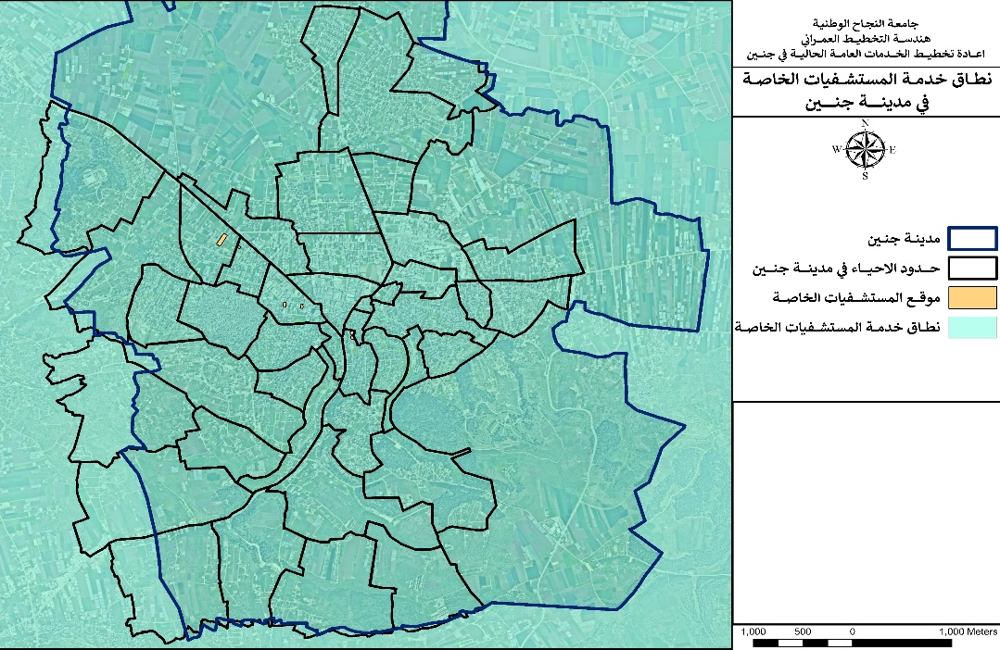 جامعة النجاح الوطنية
هندسة التخطيط العمراني
اعادة تخطيط الخدمات العامة الحالية في جنين
نطاق خدمة المستشفيات الخاصة
في مدينة جنين
N
W E
S
مدينة جنين
حدود الاحياء في مدينة جنين
موقع المستشفيات الخاصة
نطاق خدمة المستشفيات الخاصة
1,000 500 0 1,000 Meters